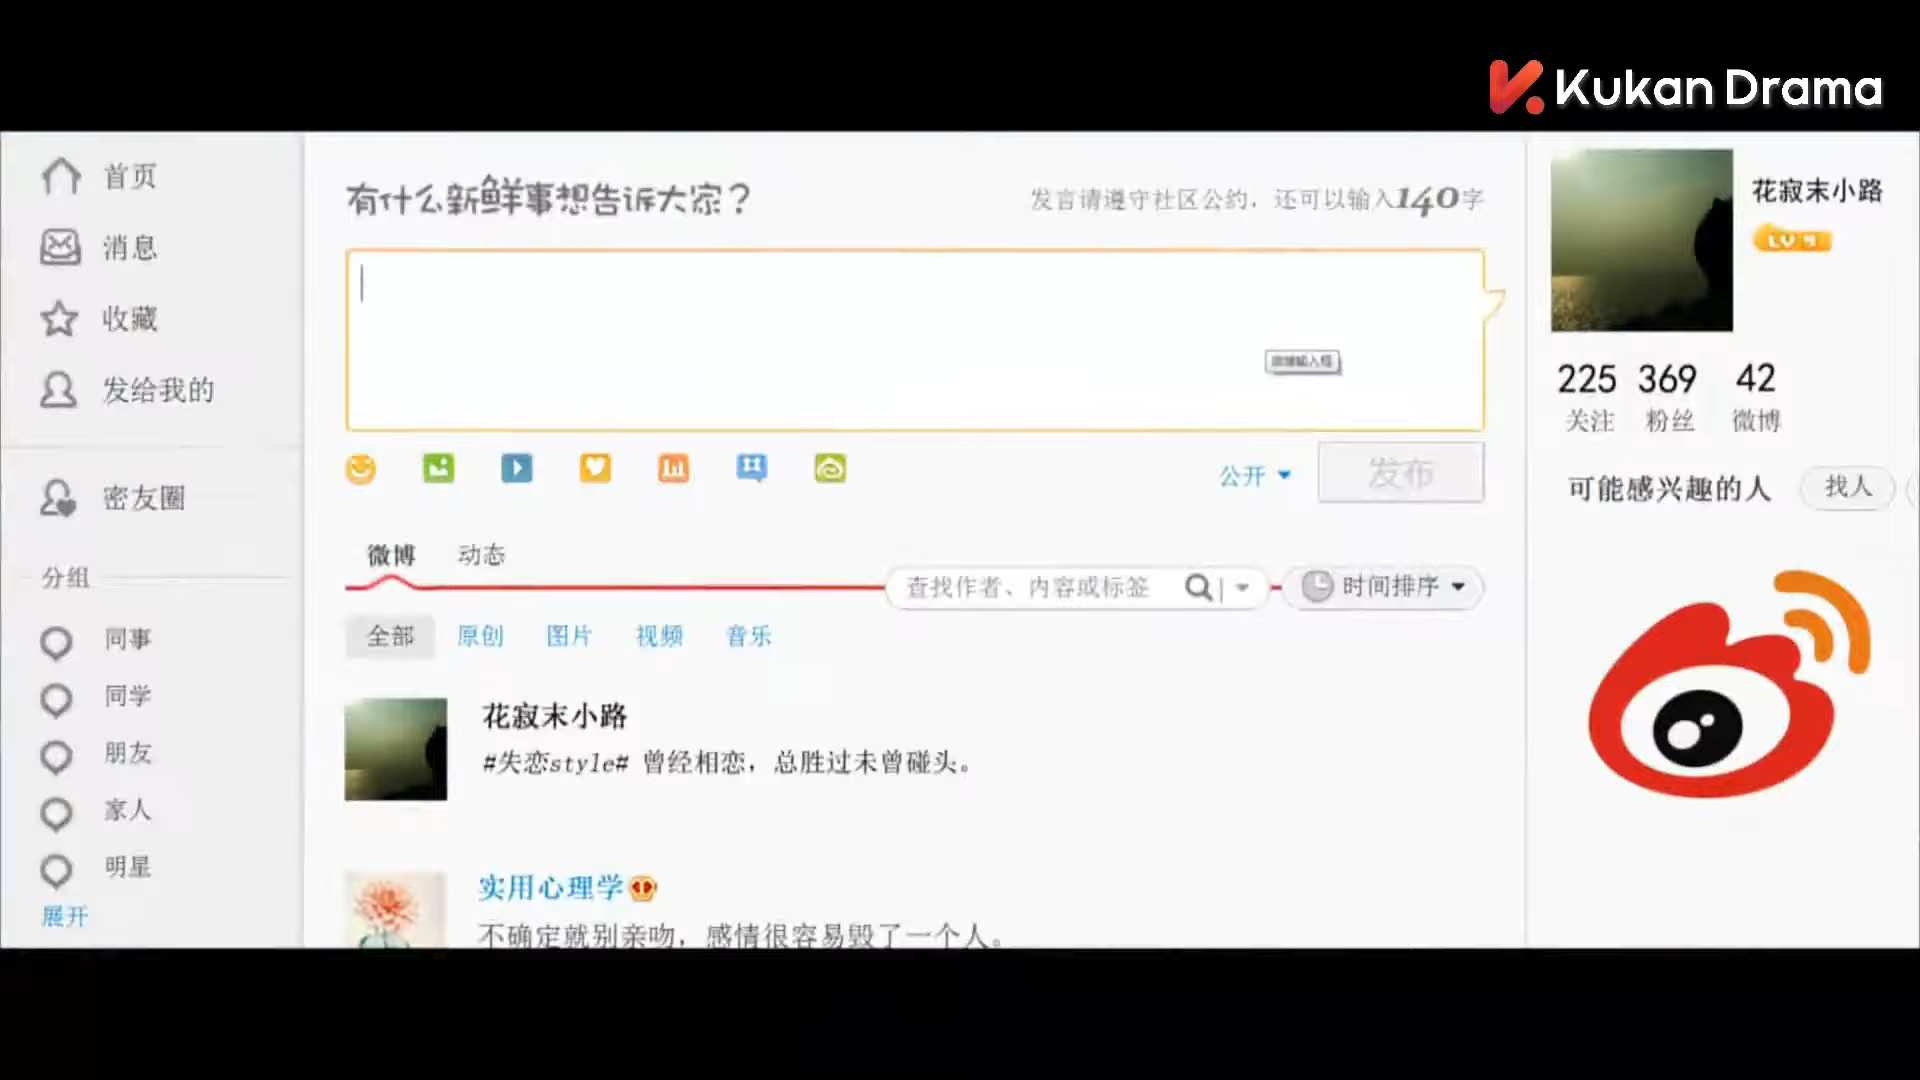 Kukan Drama
首页
消息
收藏
发给我的
密友圈
分组
同事
同学
朋友
家人
明星
展开
有什么新鲜事想告诉大家？
发言请遵守社区公约，还可以输入140字
公开
发布
微博 动态
查找作者、内容或标签
时间排序
全部 原创 图片 视频 音乐
花寂末小路
#失恋style# 曾经相恋，总胜过未曾碰头。
实用心理学
不确定就别亲吻，感情很容易毁了一个人。
花寂末小路
LV 9
225 369 42
关注 粉丝 微博
可能感兴趣的人 找人